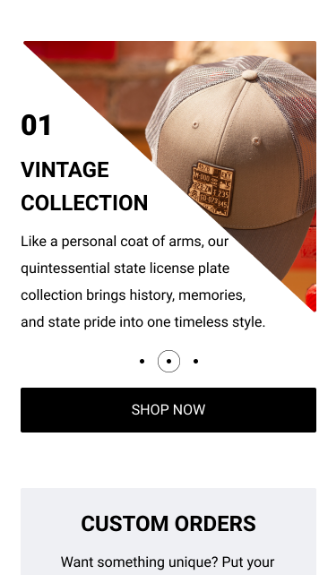 01
VINTAGE
COLLECTION
Like a personal coat of arms, our
quintessential state license plate
collection brings history, memories,
and state pride into one timeless style.
SHOP NOW
CUSTOM ORDERS
Want something unique? Put your